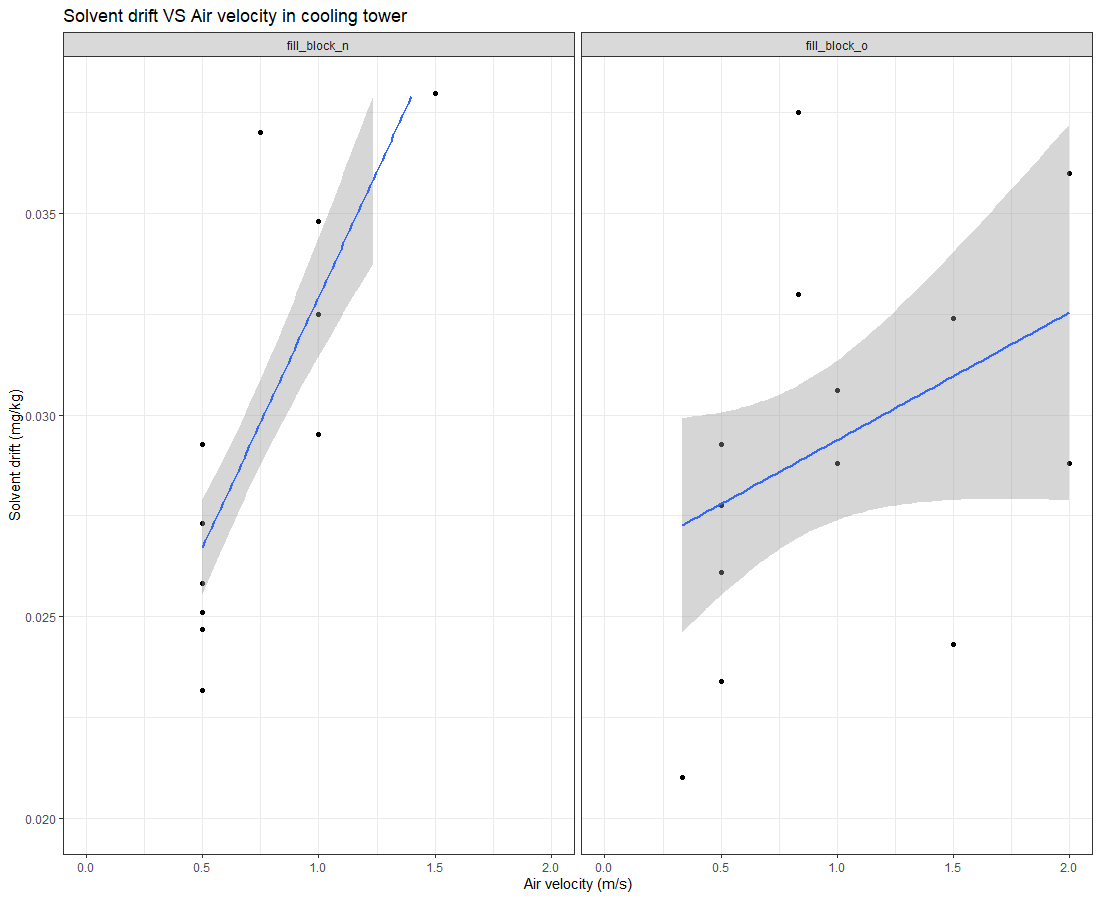 Solvent drift VS Air velocity in cooling tower
fill_block_n
fill_block_o
Solvent drift (mg/kg)
0.035
0.030
0.025
0.020
0.0 0.5 1.0 1.5 2.0
0.0 0.5 1.0 1.5 2.0
Air velocity (m/s)